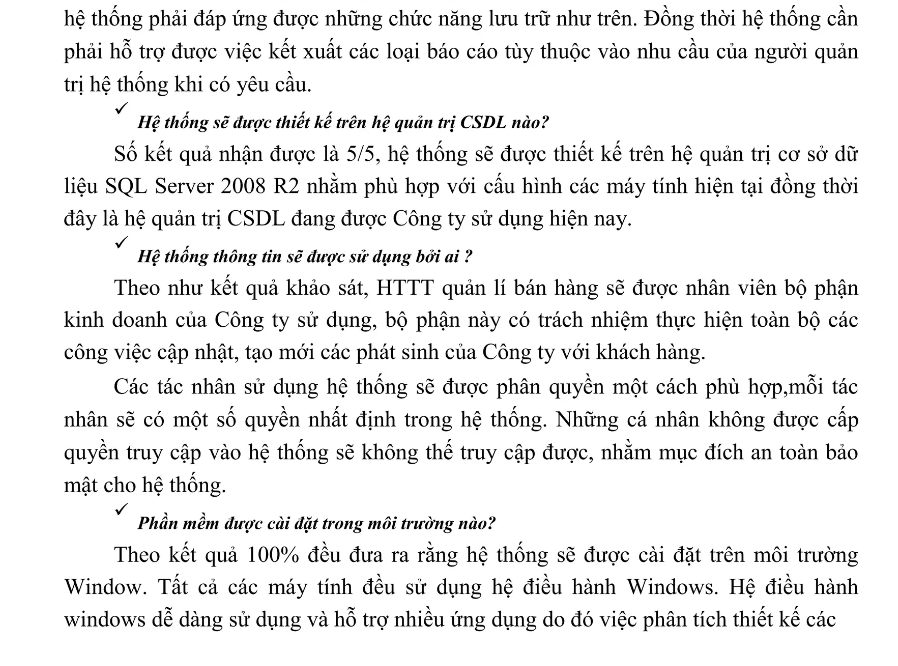 hệ thống phải đáp ứng được những chức năng lưu trữ như trên. Đồng thời hệ thống cần
phải hỗ trợ được việc kết xuất các loại báo cáo tùy thuộc vào nhu cầu của người quản
trị hệ thống khi có yêu cầu.
✓ Hệ thống sẽ được thiết kế trên hệ quản trị CSDL nào?
Số kết quả nhận được là 5/5, hệ thống sẽ được thiết kế trên hệ quản trị cơ sở dữ
liệu SQL Server 2008 R2 nhằm phù hợp với cấu hình các máy tính hiện tại đồng thời
đây là hệ quản trị CSDL đang được Công ty sử dụng hiện nay.
✓ Hệ thống thông tin sẽ được sử dụng bởi ai ?
Theo như kết quả khảo sát, HTTT quản lí bán hàng sẽ được nhân viên bộ phận
kinh doanh của Công ty sử dụng, bộ phận này có trách nhiệm thực hiện toàn bộ các
công việc cập nhật, tạo mới các phát sinh của Công ty với khách hàng.
Các tác nhân sử dụng hệ thống sẽ được phân quyền một cách phù hợp,mỗi tác
nhân sẽ có một số quyền nhất định trong hệ thống. Những cá nhân không được cấp
quyền truy cập vào hệ thống sẽ không thể truy cập được, nhằm mục đích an toàn bảo
mật cho hệ thống.
✓ Phần mềm được cài đặt trong môi trường nào?
Theo kết quả 100% đều đưa ra rằng hệ thống sẽ được cài đặt trên môi trường
Window. Tất cả các máy tính đều sử dụng hệ điều hành Windows. Hệ điều hành
windows dễ dàng sử dụng và hỗ trợ nhiều ứng dụng do đó việc phân tích thiết kế các